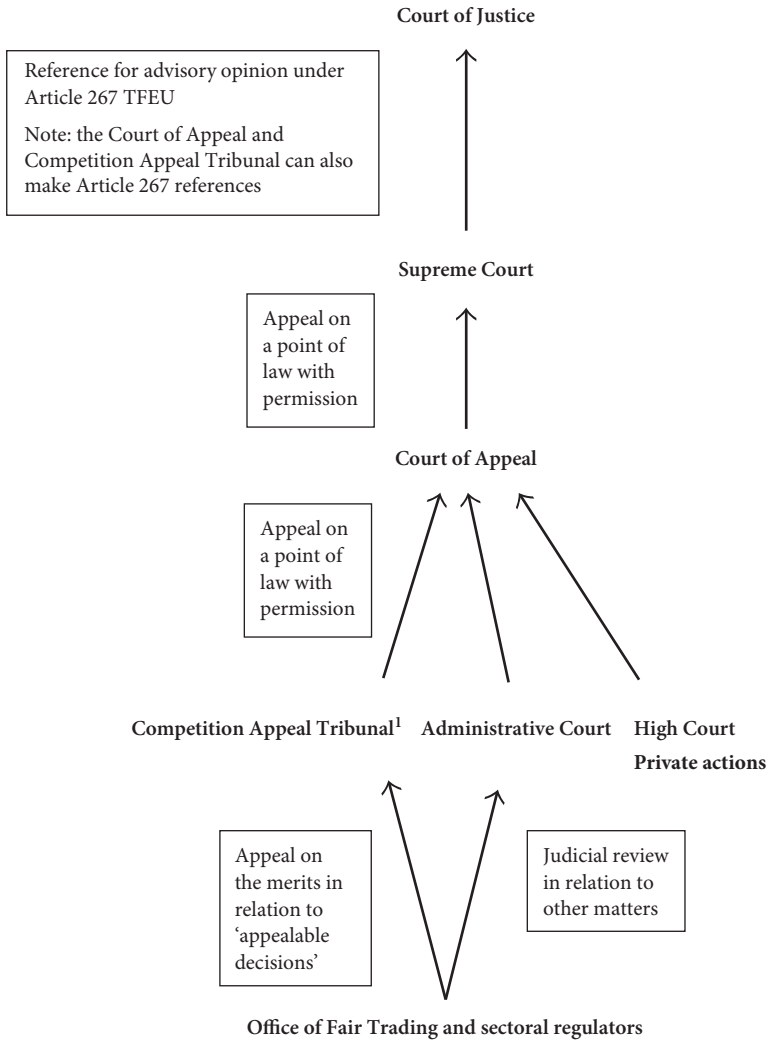 Court of Justice
Reference for advisory opinion under
Article 267 TFEU
Note: the Court of Appeal and
Competition Appeal Tribunal can also
make Article 267 references
Supreme Court
Appeal on
a point of
law with
permission
Court of Appeal
Appeal on
a point of
law with
permission
Competition Appeal Tribunal¹ Administrative Court High Court
Private actions
Appeal on
the merits in
relation to
‘appealable
decisions’
Judicial review
in relation to
other matters
Office of Fair Trading and sectoral regulators